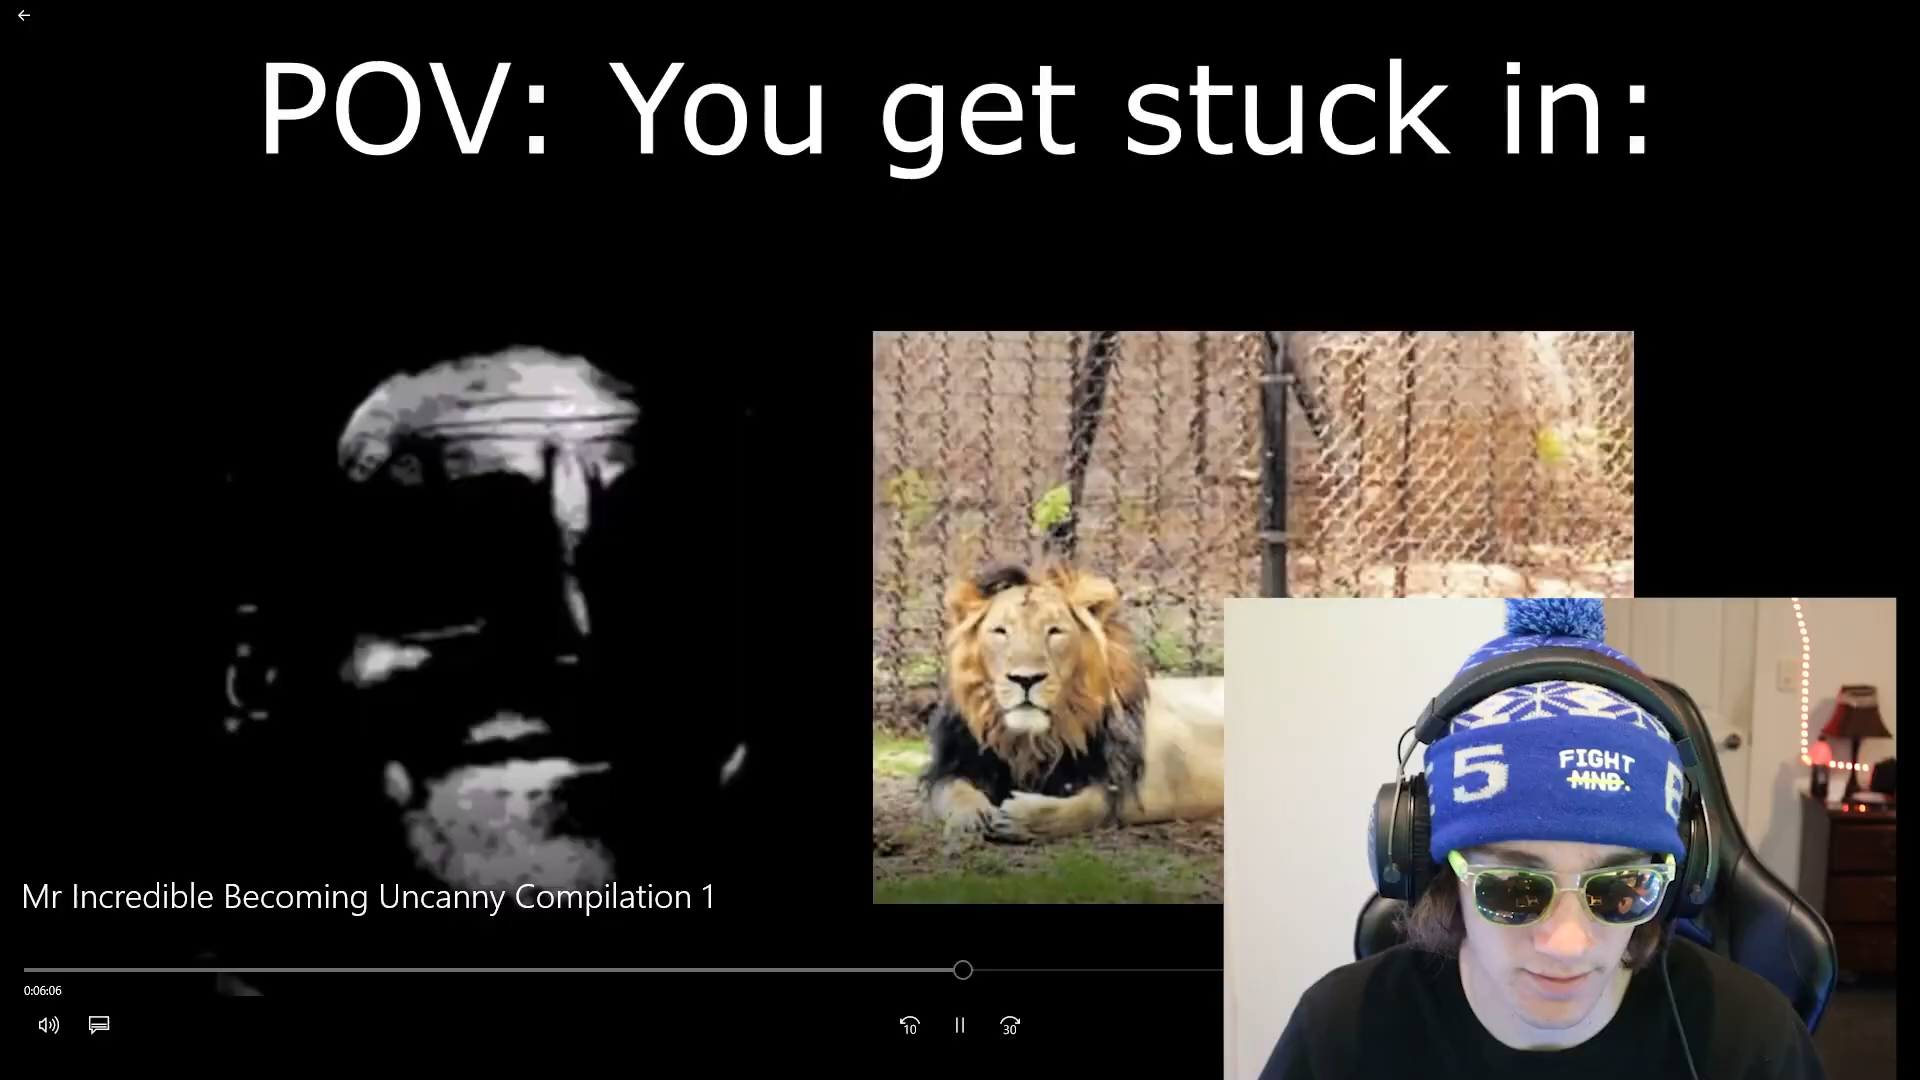 POV: You get stuck in:
5
FIGHT
MND.
Mr Incredible Becoming Uncanny Compilation 1
0:06:06
10
30